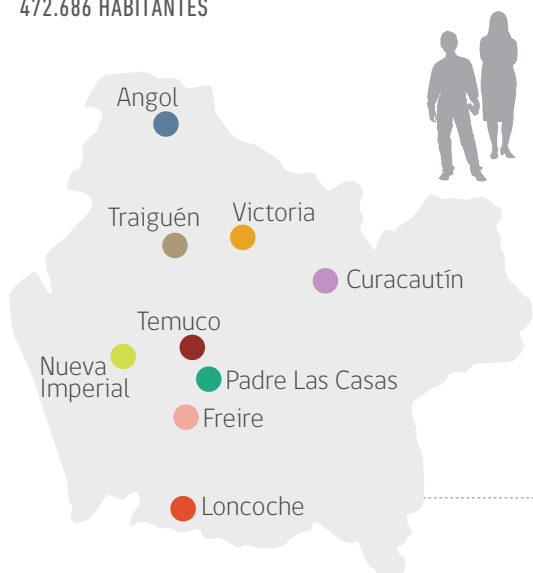 472.686 HABITANTES
Angol
Traiguén
Victoria
Curacautín
Temuco
Nueva
Imperial
Padre Las Casas
Freire
Loncoche